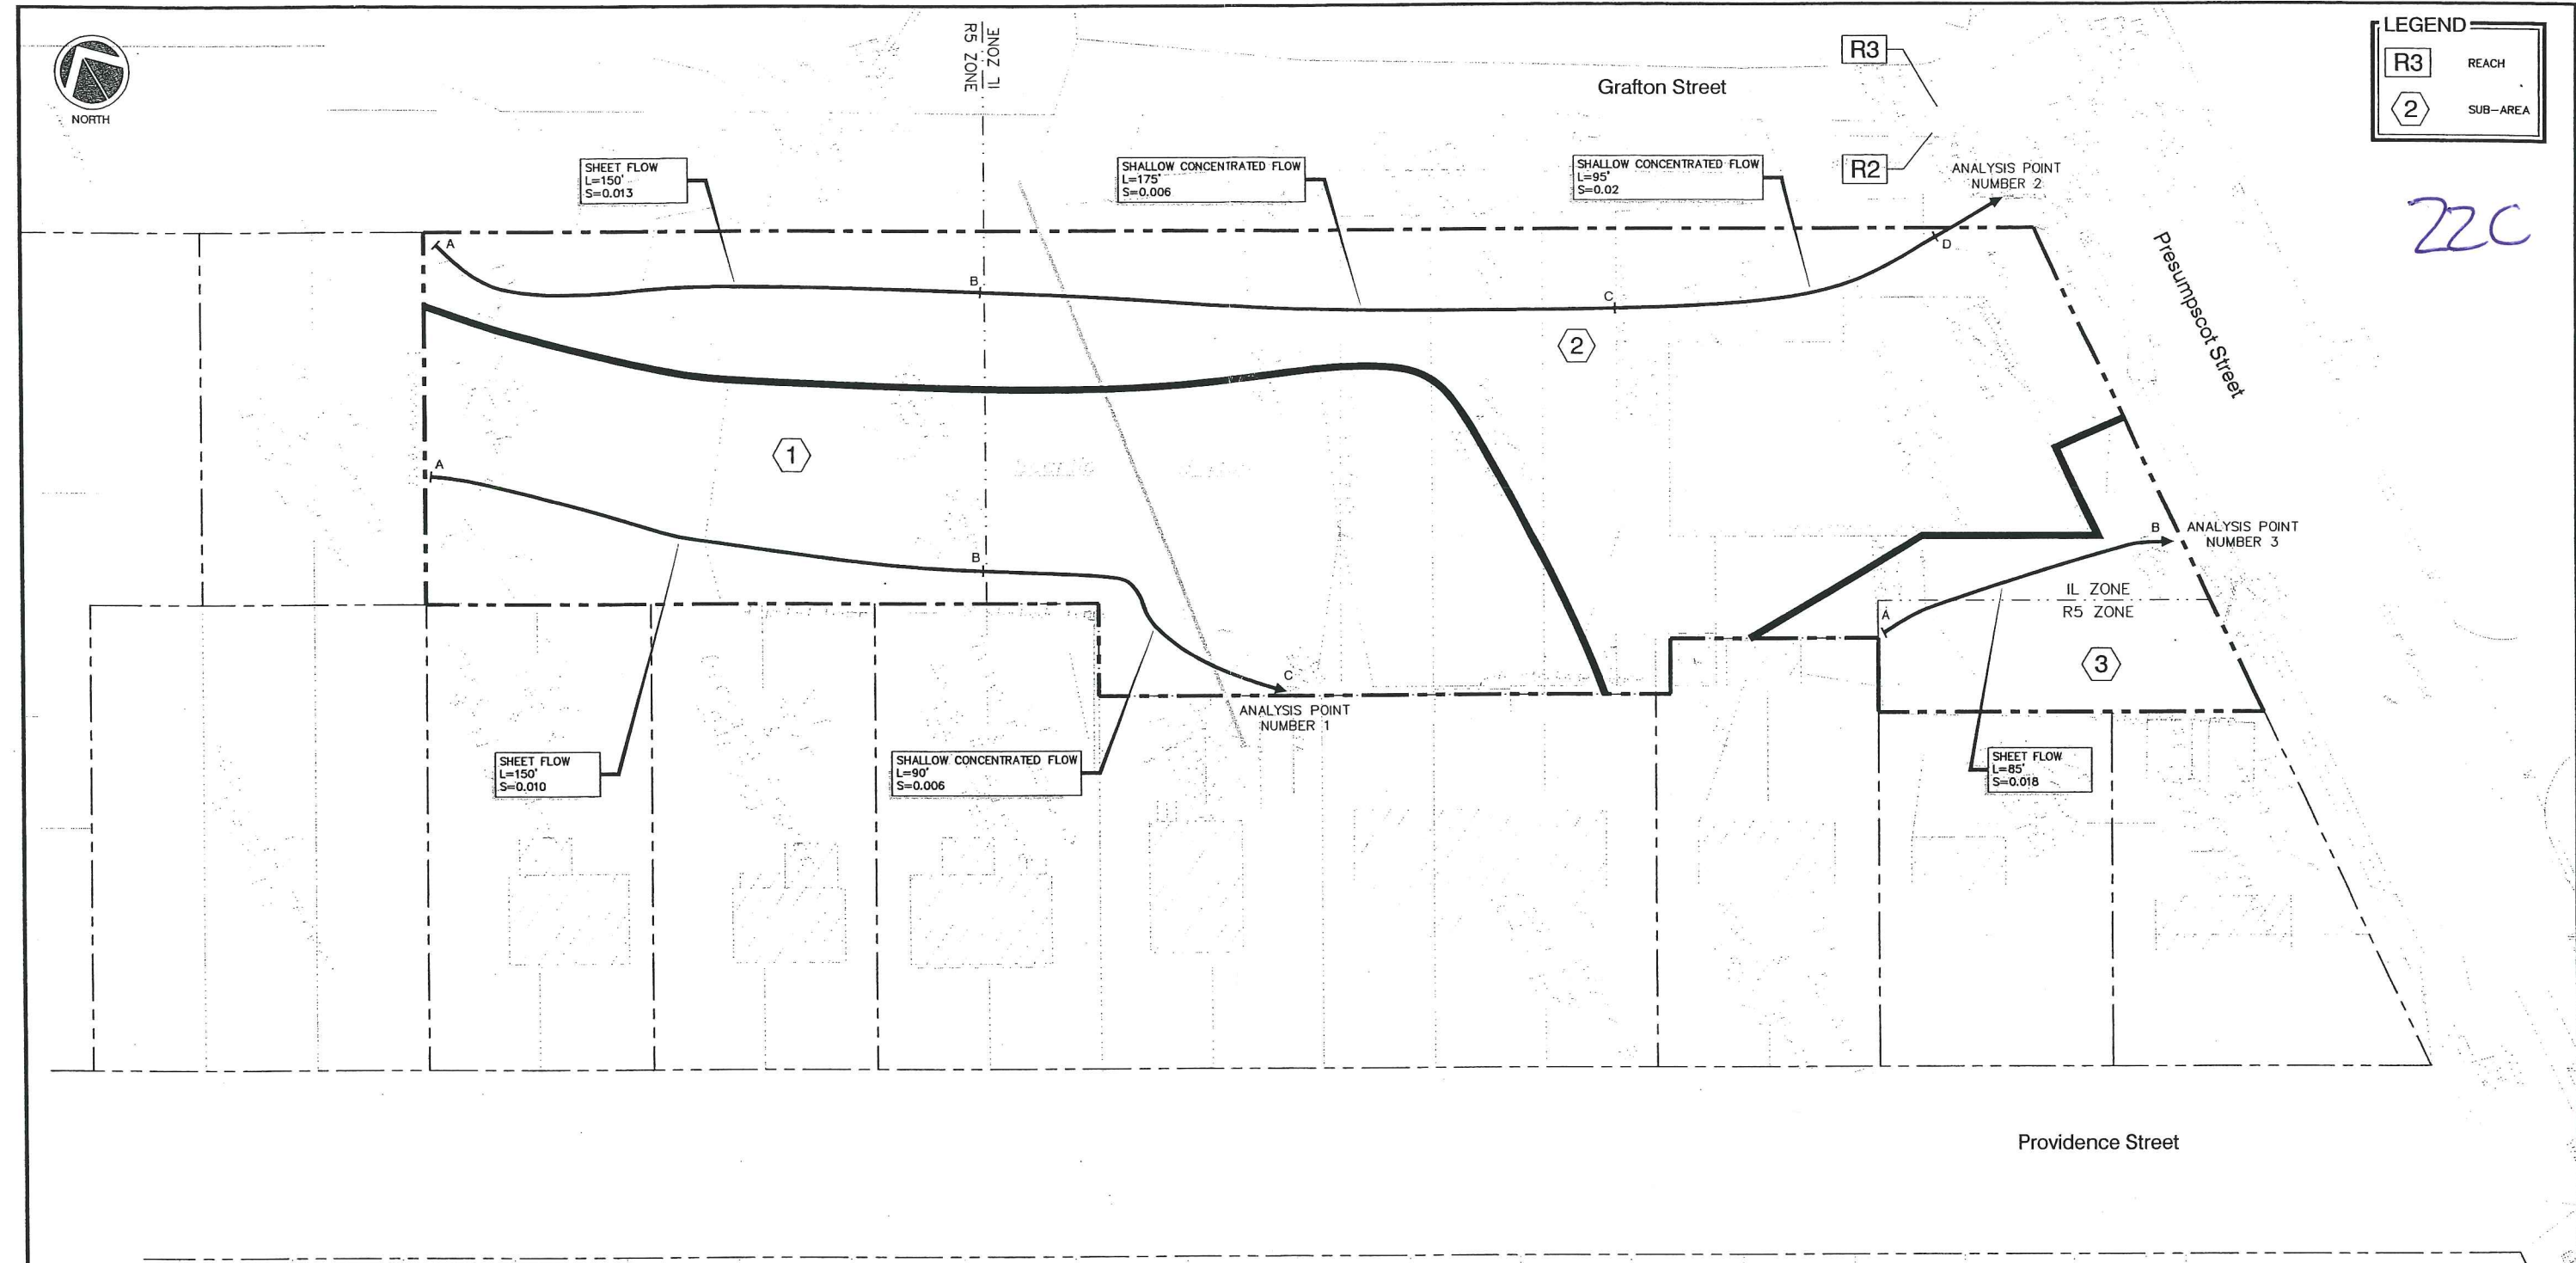 NORTH
R5 ZONE
IL ZONE
Grafton Street
R3
R2
ANALYSIS POINT
NUMBER 2
LEGEND
R3 REACH
2 SUB-AREA
22C
SHEET FLOW
L=150'
S=0.013
SHALLOW CONCENTRATED FLOW
L=175'
S=0.006
SHALLOW CONCENTRATED FLOW
L=95'
S=0.02
Presumpscot Street
A
B
C
D
2
1
A
B
C
ANALYSIS POINT
NUMBER 1
B
ANALYSIS POINT
NUMBER 3
IL ZONE
R5 ZONE
A
3
SHEET FLOW
L=150'
S=0.010
SHALLOW CONCENTRATED FLOW
L=90'
S=0.006
SHEET FLOW
L=85'
S=0.018
Providence Street